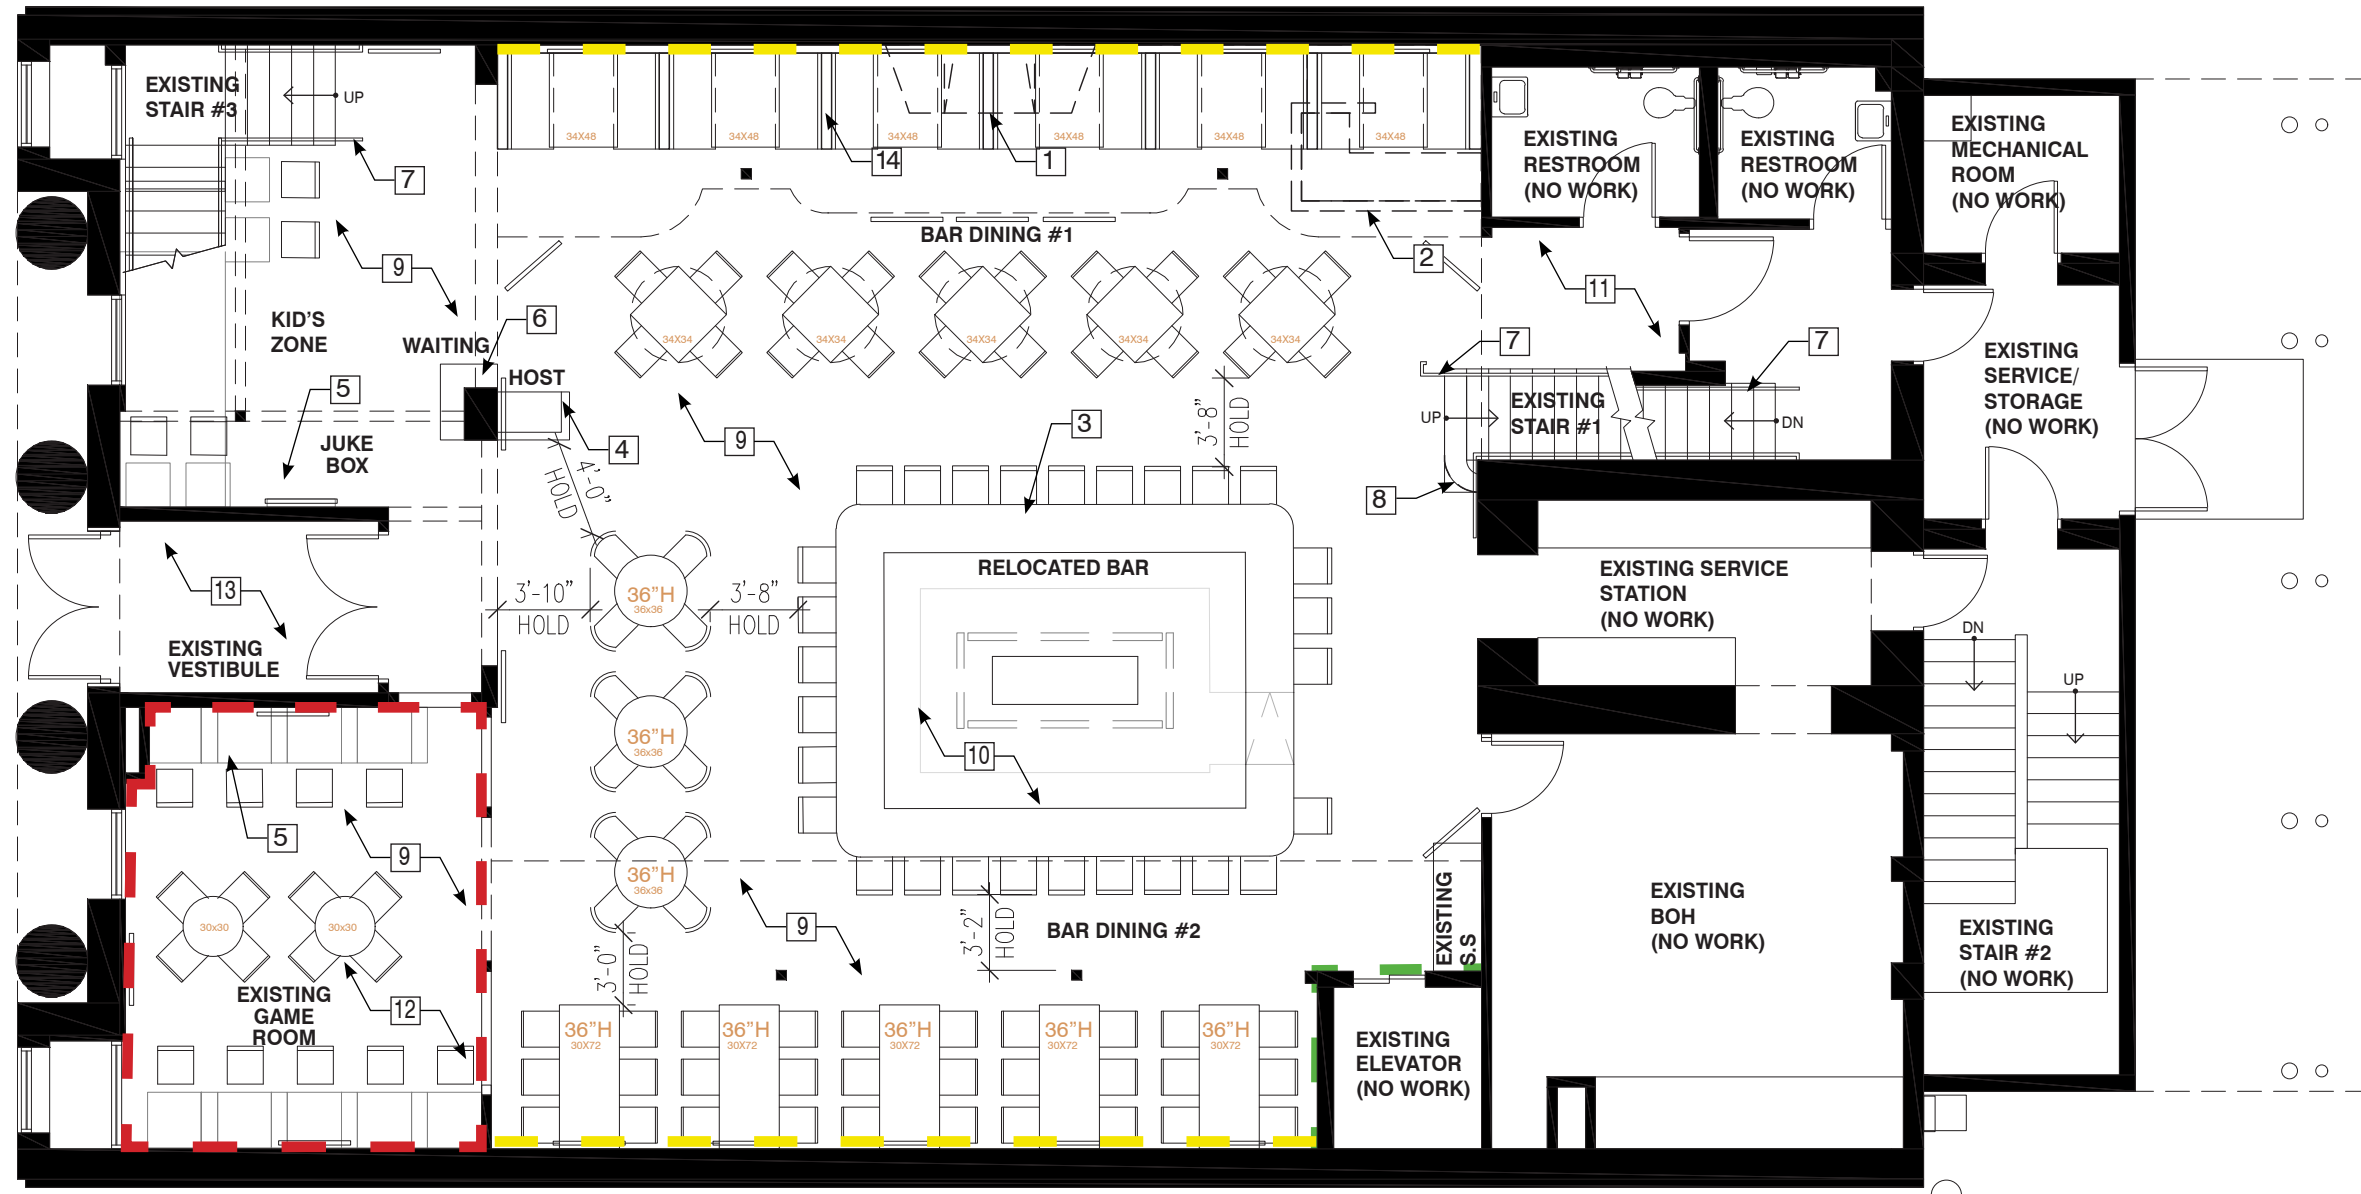 EXISTING
STAIR #3
UP
7
9
KID'S
ZONE
WAITING
6
HOST
5
4
JUKE
BOX
34X48
34X48
34X48
34X48
34X48
34X48
14
1
BAR DINING #1
2
34X34
34X34
34X34
34X34
34X34
EXISTING
RESTROOM
(NO WORK)
EXISTING
RESTROOM
(NO WORK)
EXISTING
MECHANICAL
ROOM
(NO WORK)
11
7
7
EXISTING
STAIR #1
UP
DN
8
EXISTING
SERVICE/
STORAGE
(NO WORK)
9
3
3'-8"
HOLD
4'-0"
HOLD
3'-10"
HOLD
3'-8"
HOLD
36"H
36x36
36"H
36x36
36"H
36x36
RELOCATED BAR
10
13
EXISTING
VESTIBULE
EXISTING SERVICE
STATION
(NO WORK)
DN
UP
5
9
30x30
30x30
EXISTING
GAME
ROOM
12
9
3'-0"
HOLD
3'-2"
HOLD
BAR DINING #2
EXISTING
S.S
EXISTING
BOH
(NO WORK)
EXISTING
STAIR #2
(NO WORK)
36"H
30X72
36"H
30X72
36"H
30X72
36"H
30X72
36"H
30X72
EXISTING
ELEVATOR
(NO WORK)